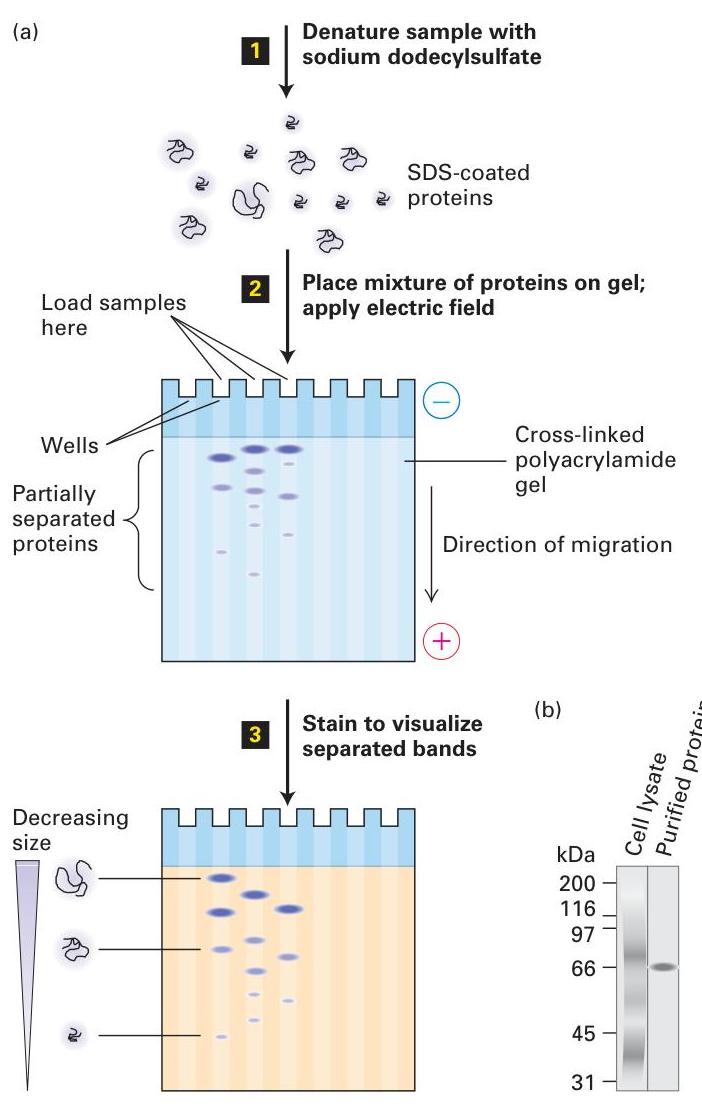 (a)
1
Denature sample with
sodium dodecylsulfate
SDS-coated
proteins
2
Place mixture of proteins on gel;
apply electric field
Load samples
here
−
Wells
Cross-linked
polyacrylamide
gel
Partially
separated
proteins
Direction of migration
+
3
Stain to visualize
separated bands
Decreasing
size
(b)
Cell lysate
Purified protein
kDa
200
116
97
66
45
31